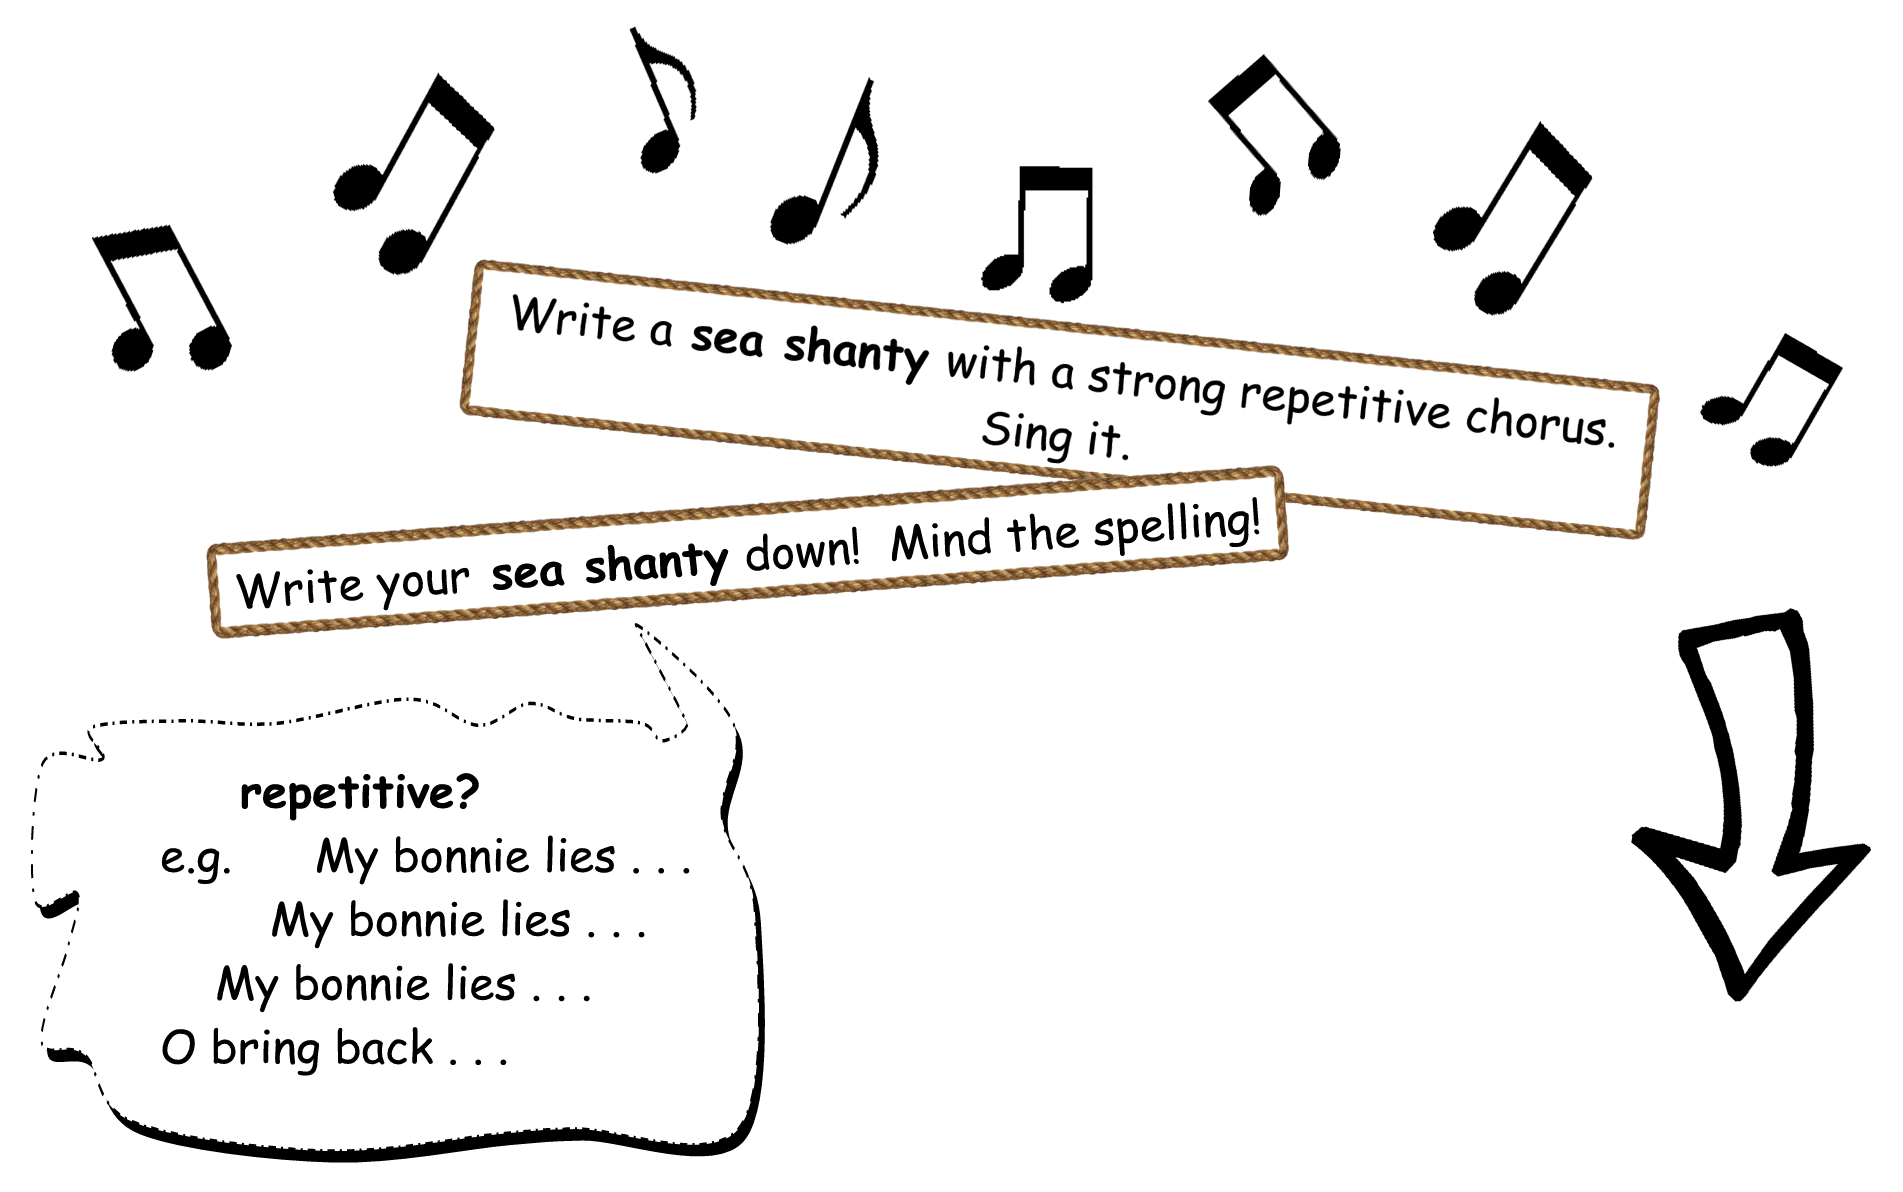 Write a sea shanty with a strong repetitive chorus.
Sing it.
Write your sea shanty down! Mind the spelling!
repetitive?
e.g. My bonnie lies . . .
My bonnie lies . . .
My bonnie lies . . .
O bring back . . .